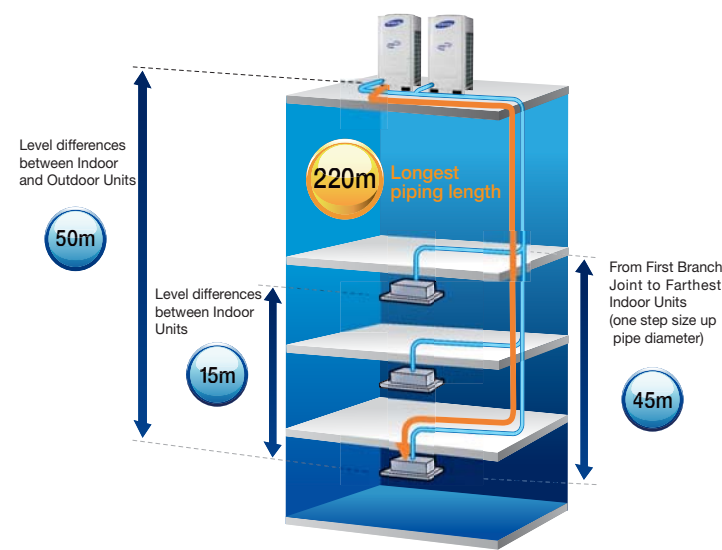 Level differences
between Indoor
and Outdoor Units
50m
220m
Longest
piping length
Level differences
between Indoor
Units
15m
From First Branch
Joint to Farthest
Indoor Units
(one step size up
pipe diameter)
45m